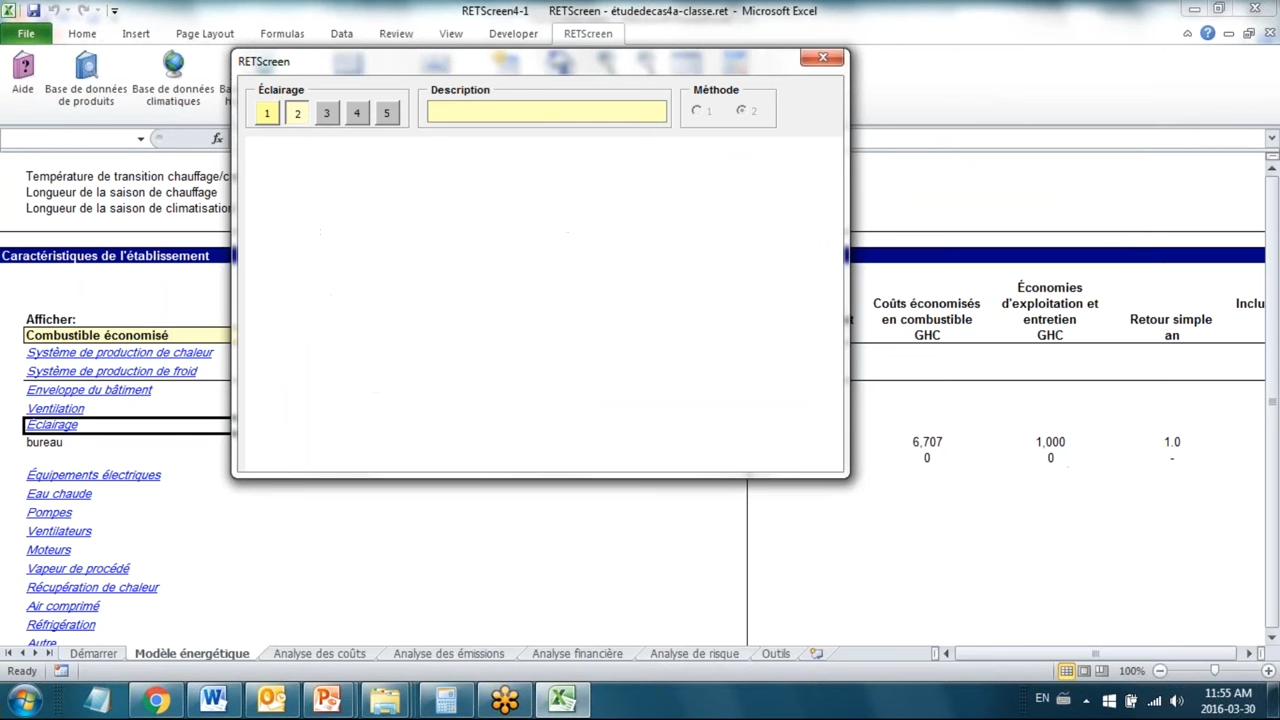 RETScreen4-1 RETScreen - étudedecas4a-classe.ret - Microsoft Excel
File Home Insert Page Layout Formulas Data Review View Developer RETScreen
Aide
Base de données de produits
Base de données climatiques
RETScreen
Éclairage
1 2 3 4 5
Description
Méthode
1 2
fx
Température de transition chauffage/c
Longueur de la saison de chauffage
Longueur de la saison de climatisation
Caractéristiques de l'établissement
Coûts économisés en combustible GHC
Économies d'exploitation et entretien GHC
Retour simple an
Inclu
Afficher:
Combustible économisé
Système de production de chaleur
Système de production de froid
Enveloppe du bâtiment
Ventilation
Éclairage
bureau 6,707 1,000 1.0
0 0 -
Équipements électriques
Eau chaude
Pompes
Ventilateurs
Moteurs
Vapeur de procédé
Récupération de chaleur
Air comprimé
Réfrigération
Autre
Démarrer Modèle énergétique Analyse des coûts Analyse des émissions Analyse financière Analyse de risque Outils
Ready 100%
EN 11:55 AM
2016-03-30